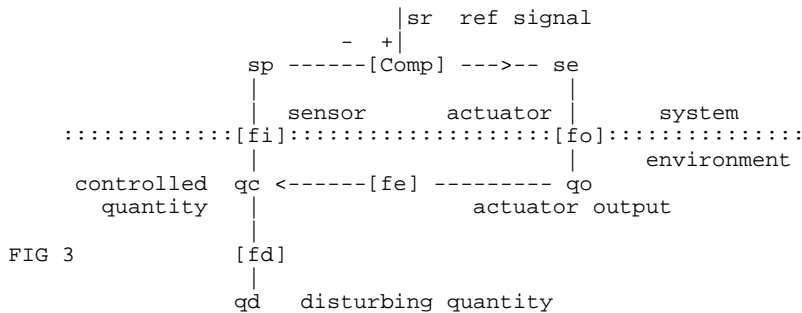 |sr ref signal
- +|
sp ------[Comp] --->-- se
| |
| sensor actuator | system
:::::::::::::[fi]::::::::::::::::::::::[fo]:::::::::::::::
| | environment
controlled qc <------[fe] --------- qo
quantity | actuator output
|
FIG 3 [fd]
|
qd disturbing quantity